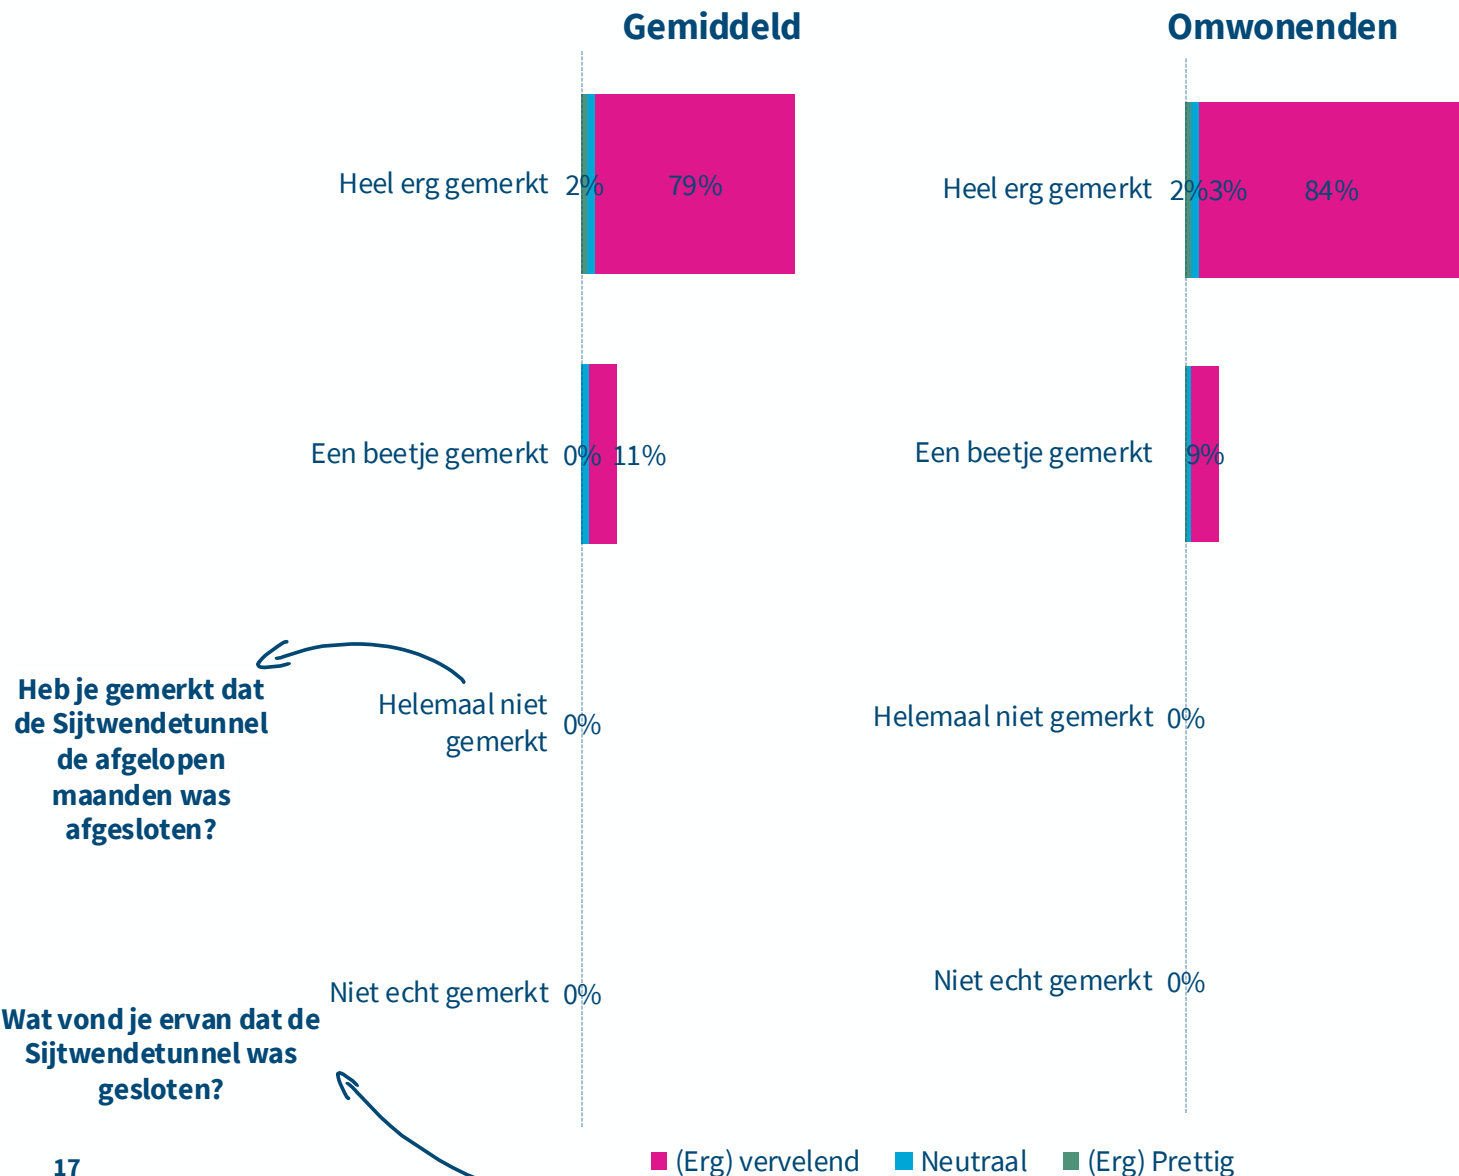 Gemiddeld
Heel erg gemerkt 2% 79%
Een beetje gemerkt 0% 11%
Helemaal niet
gemerkt 0%
Niet echt gemerkt 0%
Omwonenden
Heel erg gemerkt 2% 3% 84%
Een beetje gemerkt 9%
Helemaal niet gemerkt 0%
Niet echt gemerkt 0%
Heb je gemerkt dat
de Sijtwendetunnel
de afgelopen
maanden was
afgesloten?
Wat vond je ervan dat de
Sijtwendetunnel was
gesloten?
(Erg) vervelend Neutraal (Erg) Prettig
17